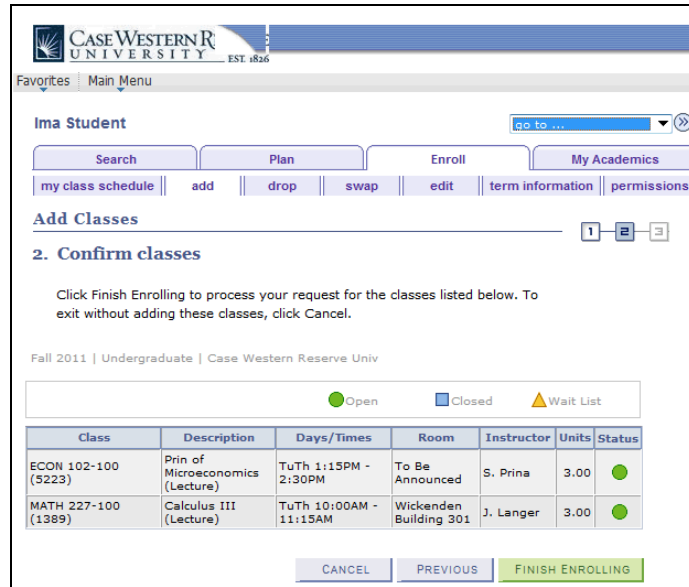 CASE WESTERN R
UNIVERSITY EST. 1826
Favorites Main Menu
Ima Student
go to ...
Search Plan Enroll My Academics
my class schedule add drop swap edit term information permissions
Add Classes
1 2 3
2. Confirm classes
Click Finish Enrolling to process your request for the classes listed below. To
exit without adding these classes, click Cancel.
Fall 2011 | Undergraduate | Case Western Reserve Univ
Open Closed Wait List
Class Description Days/Times Room Instructor Units Status
ECON 102-100
(5223)
Prin of
Microeconomics
(Lecture)
TuTh 1:15PM -
2:30PM
To Be
Announced
S. Prina
3.00
MATH 227-100
(1389)
Calculus III
(Lecture)
TuTh 10:00AM -
11:15AM
Wickenden
Building 301
J. Langer
3.00
CANCEL PREVIOUS FINISH ENROLLING